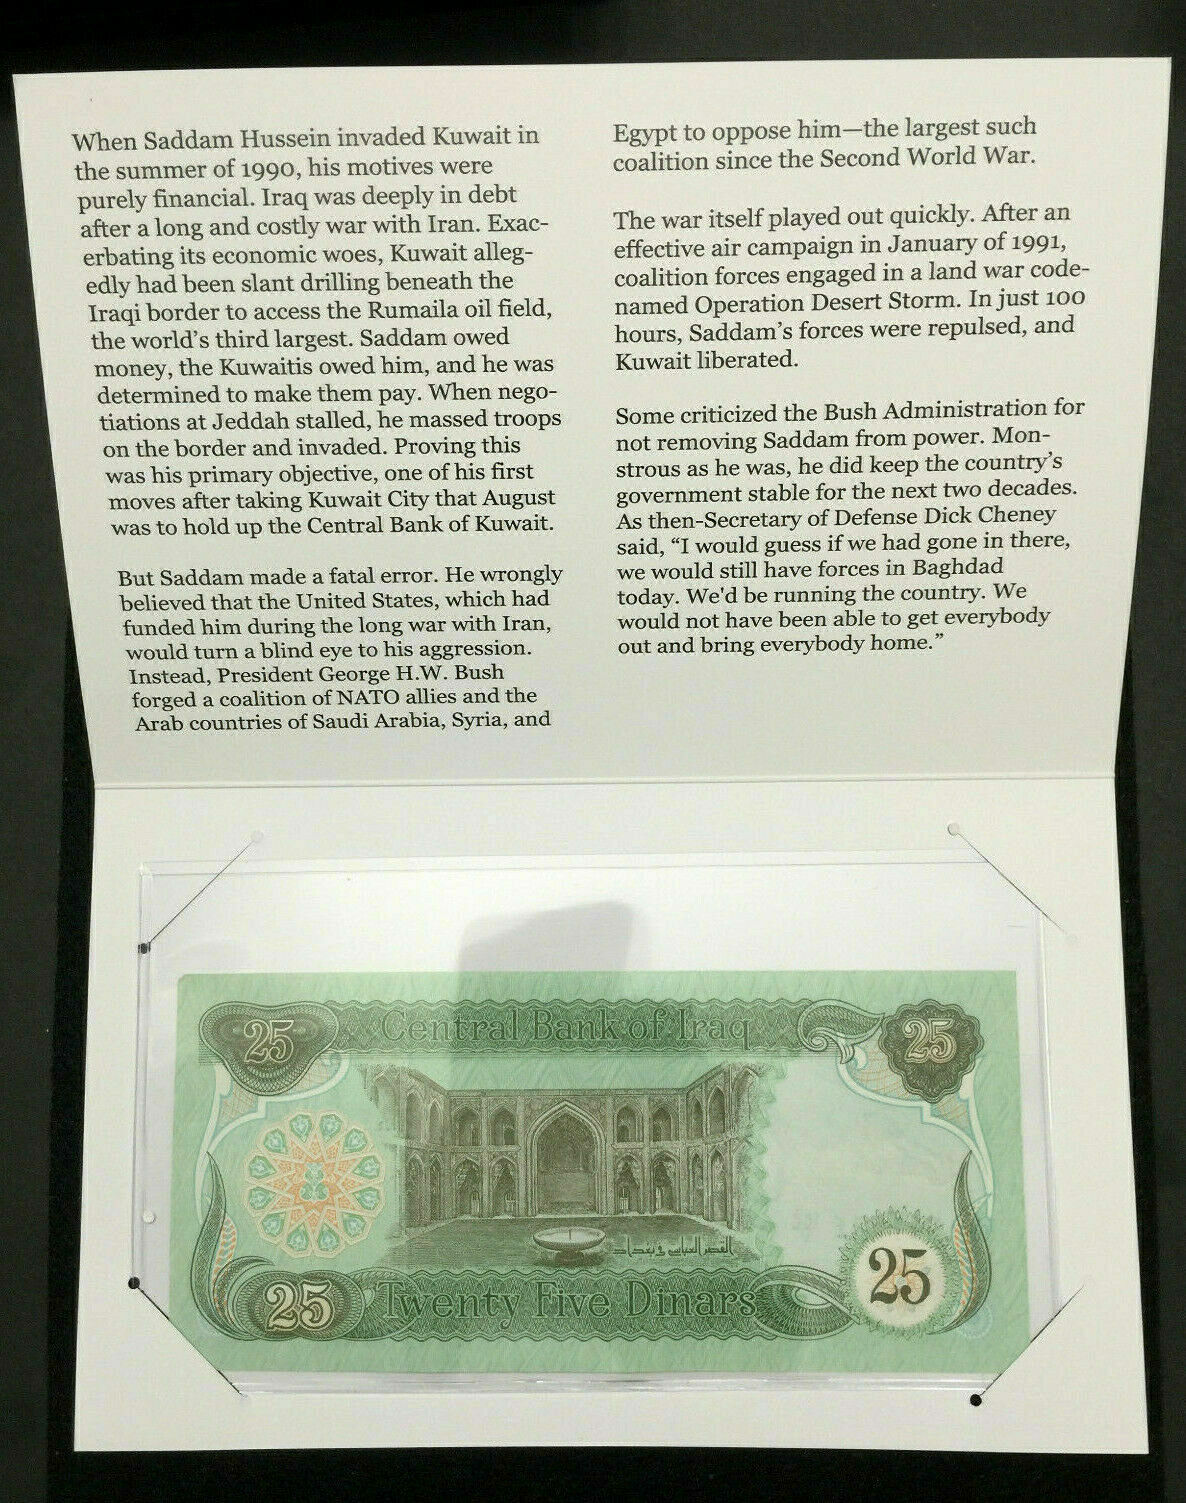 When Saddam Hussein invaded Kuwait in
the summer of 1990, his motives were
purely financial. Iraq was deeply in debt
after a long and costly war with Iran. Exac-
erbating its economic woes, Kuwait alleg-
edly had been slant drilling beneath the
Iraqi border to access the Rumaila oil field,
the world's third largest. Saddam owed
money, the Kuwaitis owed him, and he was
determined to make them pay. When nego-
tiations at Jeddah stalled, he massed troops
on the border and invaded. Proving this
was his primary objective, one of his first
moves after taking Kuwait City that August
was to hold up the Central Bank of Kuwait.
But Saddam made a fatal error. He wrongly
believed that the United States, which had
funded him during the long war with Iran,
would turn a blind eye to his aggression.
Instead, President George H.W. Bush
forged a coalition of NATO allies and the
Arab countries of Saudi Arabia, Syria, and
Egypt to oppose him—the largest such
coalition since the Second World War.
The war itself played out quickly. After an
effective air campaign in January of 1991,
coalition forces engaged in a land war code-
named Operation Desert Storm. In just 100
hours, Saddam's forces were repulsed, and
Kuwait liberated.
Some criticized the Bush Administration for
not removing Saddam from power. Mon-
strous as he was, he did keep the country's
government stable for the next two decades.
As then-Secretary of Defense Dick Cheney
said, “I would guess if we had gone in there,
we would still have forces in Baghdad
today. We'd be running the country. We
would not have been able to get everybody
out and bring everybody home.”
25 Central Bank of Iraq 25
القصر العباسي في بغداد
25 Twenty Five Dinars 25